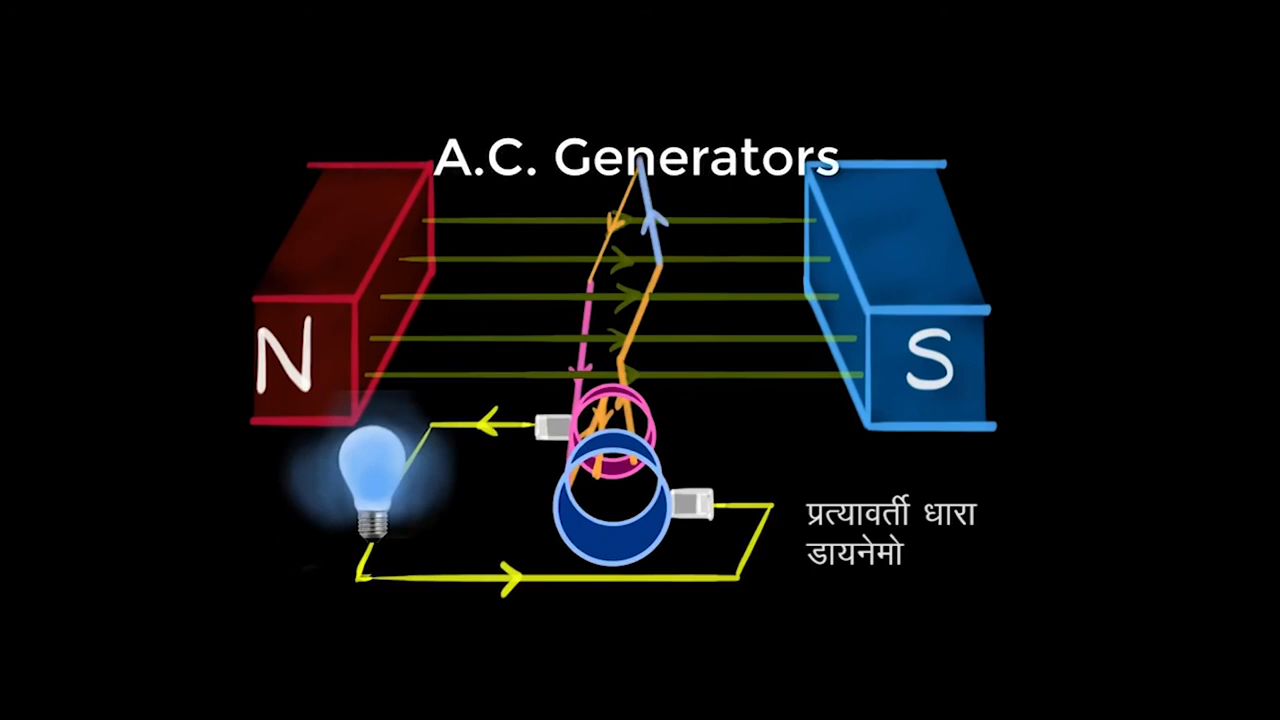 A.C. Generators
N
S
प्रत्यावर्ती धारा
डायनेमो